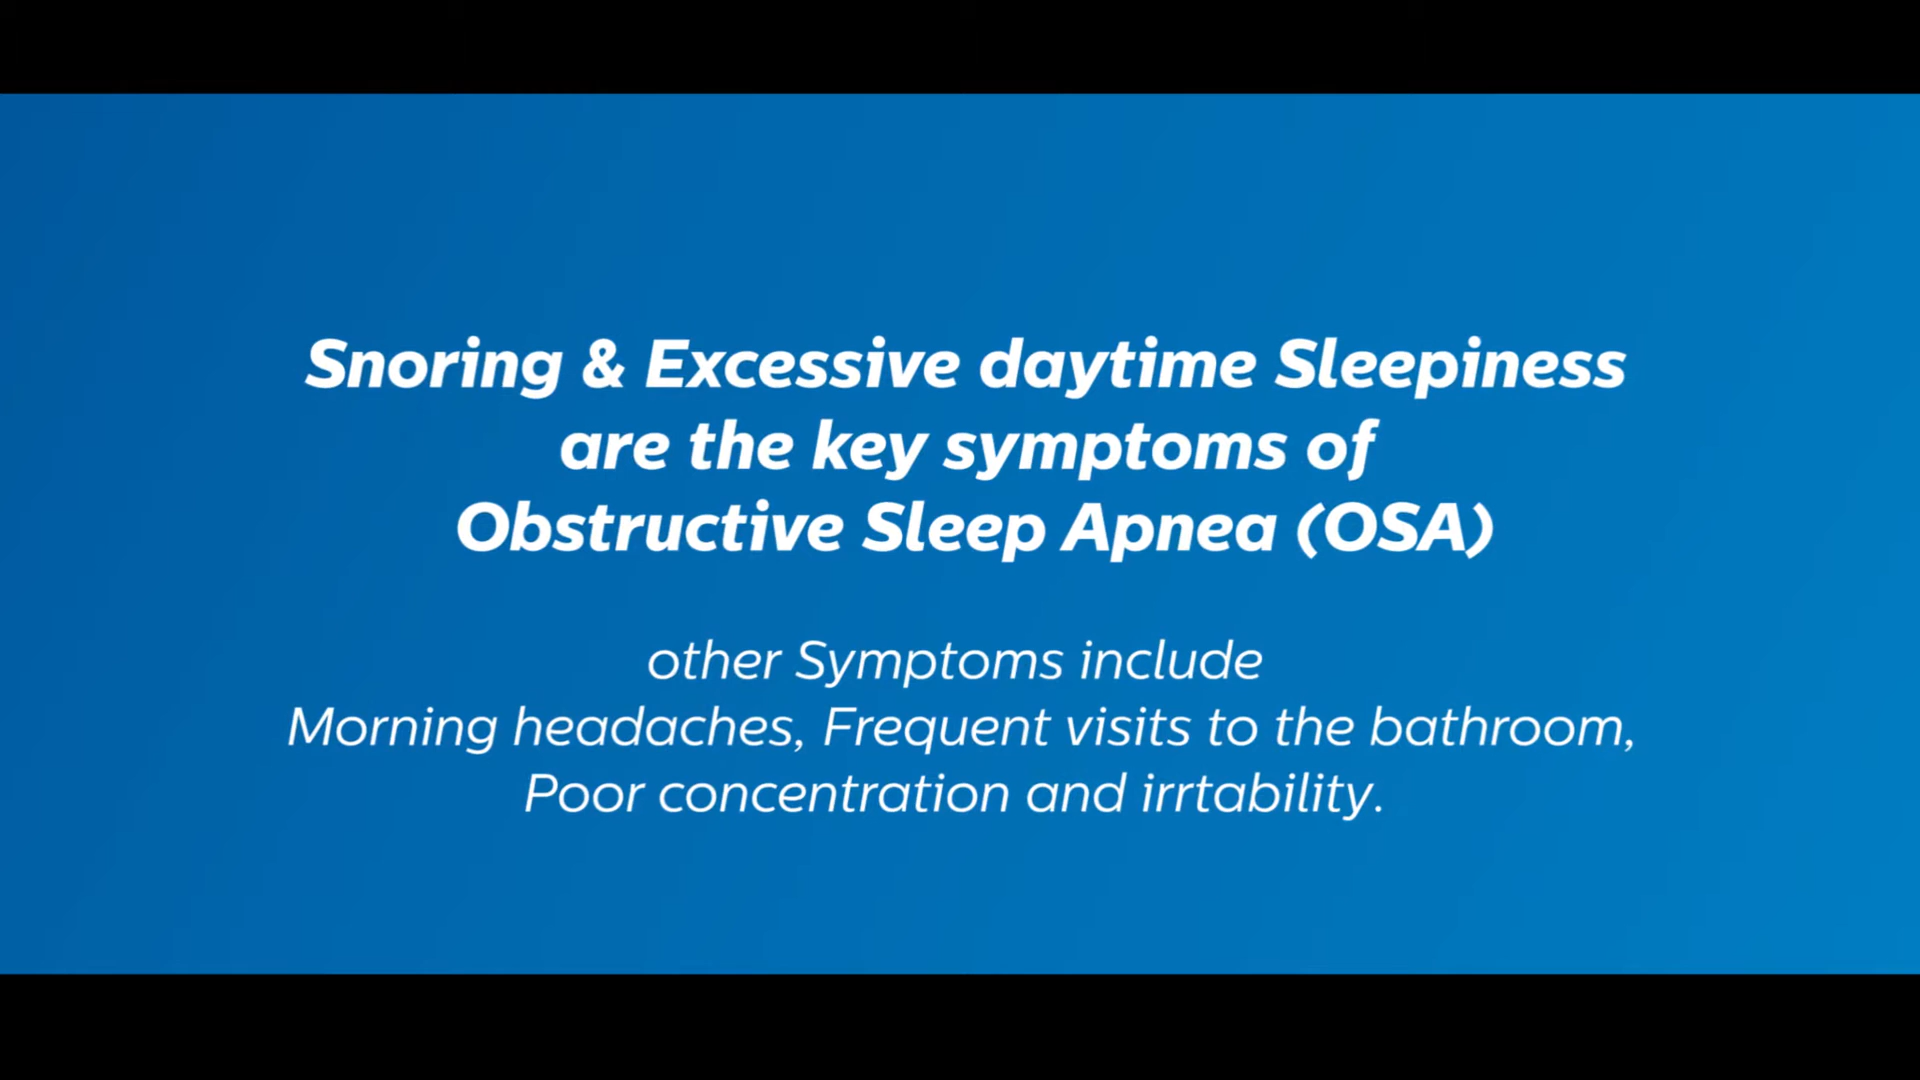 Snoring & Excessive daytime Sleepiness
are the key symptoms of
Obstructive Sleep Apnea (OSA)
other Symptoms include
Morning headaches, Frequent visits to the bathroom,
Poor concentration and irrtability.